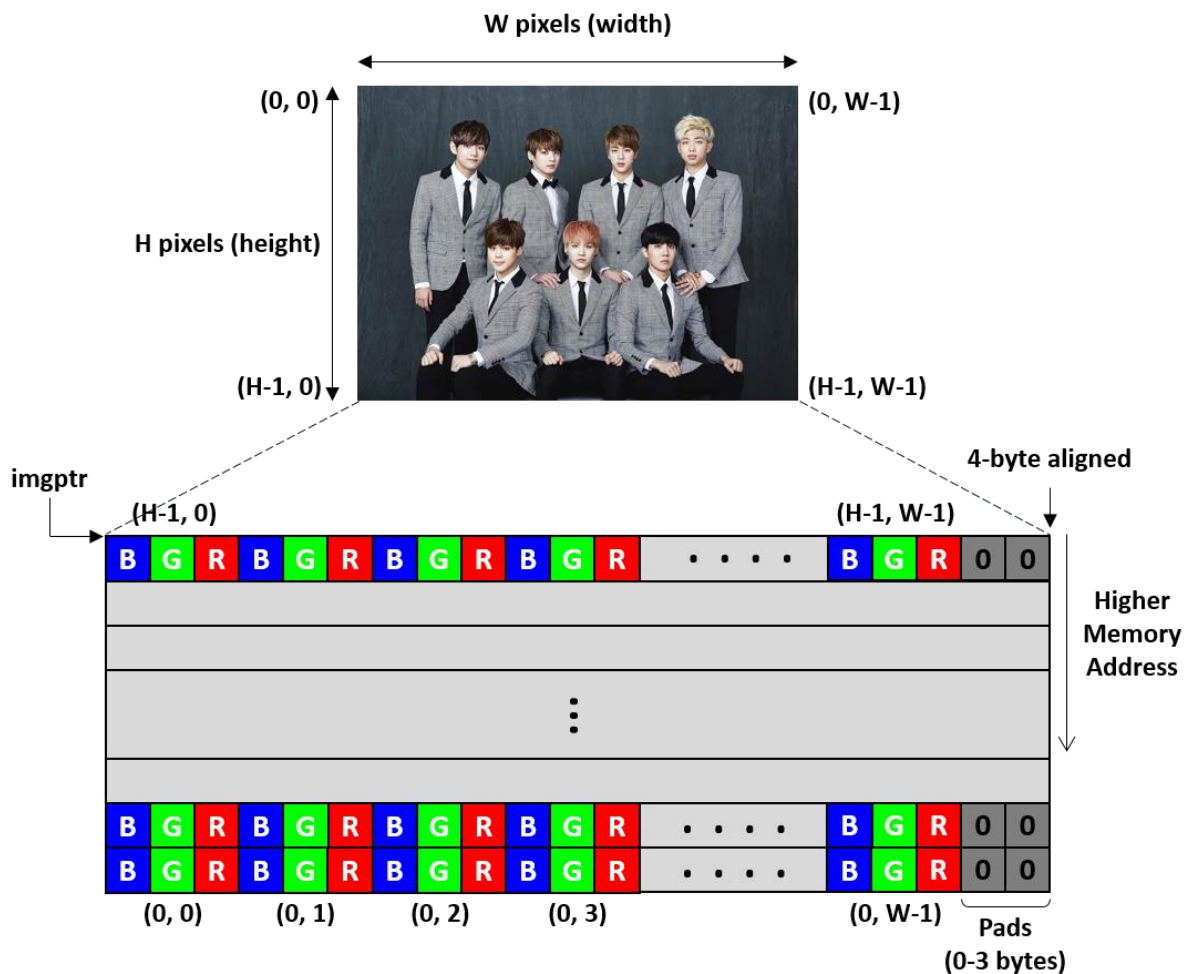 W pixels (width)
(0, 0)
(0, W-1)
H pixels (height)
(H-1, 0)
(H-1, W-1)
imgptr
4-byte aligned
(H-1, 0)
(H-1, W-1)
B G R B G R B G R B G R . . . . B G R 0 0
Higher
Memory
Address
B G R B G R B G R B G R . . . . B G R 0 0
B G R B G R B G R B G R . . . . B G R 0 0
(0, 0) (0, 1) (0, 2) (0, 3) (0, W-1)
Pads
(0-3 bytes)